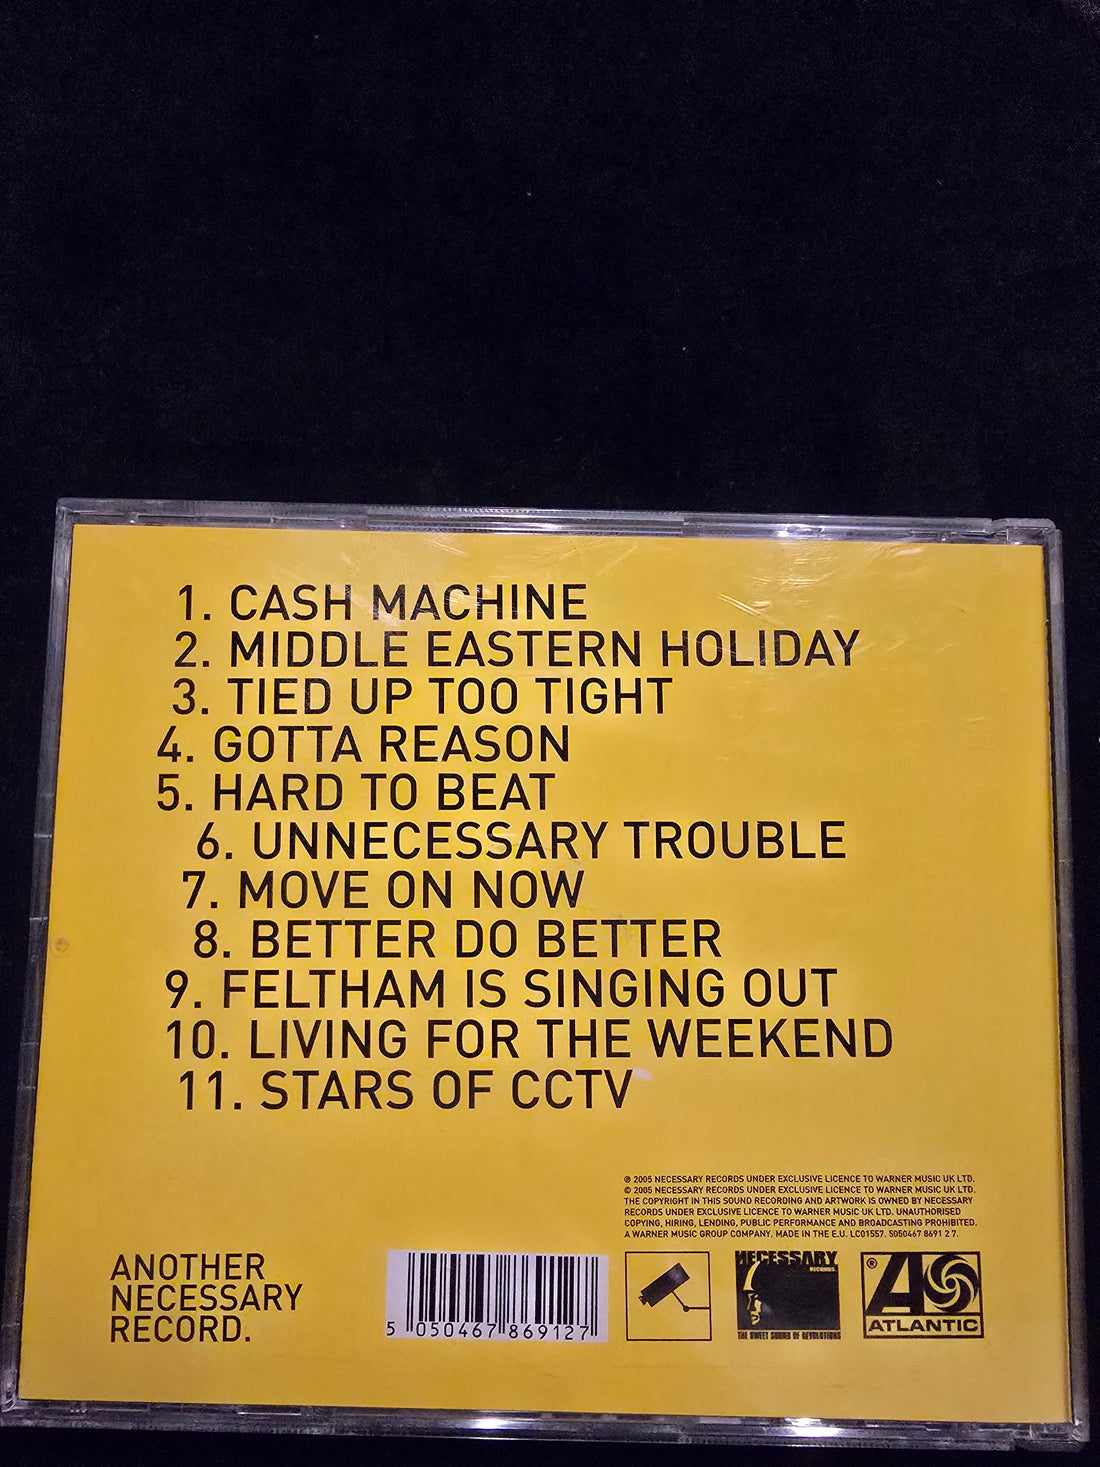 1. CASH MACHINE
2. MIDDLE EASTERN HOLIDAY
3. TIED UP TOO TIGHT
4. GOTTA REASON
5. HARD TO BEAT
6. UNNECESSARY TROUBLE
7. MOVE ON NOW
8. BETTER DO BETTER
9. FELTHAM IS SINGING OUT
10. LIVING FOR THE WEEKEND
11. STARS OF CCTV
℗ 2005 NECESSARY RECORDS UNDER EXCLUSIVE LICENCE TO WARNER MUSIC UK LTD.
© 2005 NECESSARY RECORDS UNDER EXCLUSIVE LICENCE TO WARNER MUSIC UK LTD.
THE COPYRIGHT IN THIS SOUND RECORDING AND ARTWORK IS OWNED BY NECESSARY
RECORDS UNDER EXCLUSIVE LICENCE TO WARNER MUSIC UK LTD. UNAUTHORISED
COPYING, HIRING, LENDING, PUBLIC PERFORMANCE AND BROADCASTING PROHIBITED.
A WARNER MUSIC GROUP COMPANY. MADE IN THE E.U. LC01557. 5050467 8691 2 7.
ANOTHER
NECESSARY
RECORD.
5 050467 869127
NECESSARY
RECORDS
THE SWEET SOUND OF REVOLUTIONS
®
ATLANTIC